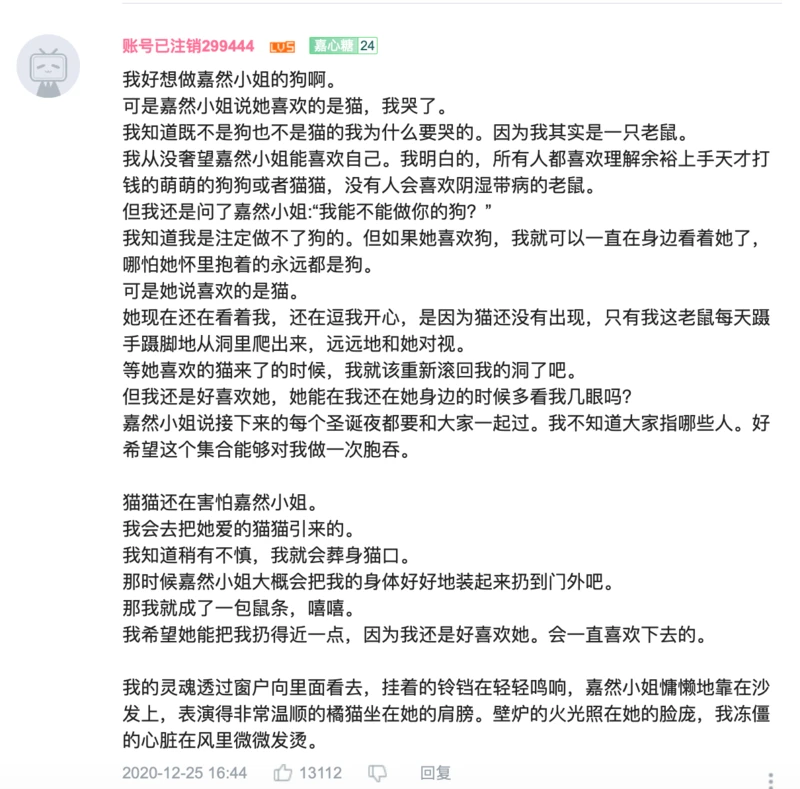 账号已注销299444 LV5 嘉心糖 24
我好想做嘉然小姐的狗啊。
可是嘉然小姐说她喜欢的是猫，我哭了。
我知道既不是狗也不是猫的我为什么要哭的。因为我其实是一只老鼠。
我从没奢望嘉然小姐能喜欢自己。我明白的，所有人都喜欢理解余裕上手天才打
钱的萌萌的狗狗或者猫猫，没有人会喜欢阴湿带病的老鼠。
但我还是问了嘉然小姐:“我能不能做你的狗？”
我知道我是注定做不了狗的。但如果她喜欢狗，我就可以一直在身边看着她了，
哪怕她怀里抱着的永远都是狗。
可是她说喜欢的是猫。
她现在还在看着我，还在逗我开心，是因为猫还没有出现，只有我这老鼠每天蹑
手蹑脚地从洞里爬出来，远远地和她对视。
等她喜欢的猫来了的时候，我就该重新滚回我的洞了吧。
但我还是好喜欢她，她能在我还在她身边的时候多看我几眼吗？
嘉然小姐说接下来的每个圣诞夜都要和大家一起过。我不知道大家指哪些人。好
希望这个集合能够对我做一次胞吞。
猫猫还在害怕嘉然小姐。
我会去把她爱的猫猫引来的。
我知道稍有不慎，我就会葬身猫口。
那时候嘉然小姐大概会把我的身体好好地装起来扔到门外吧。
那我就成了一包鼠条，嘻嘻。
我希望她能把我扔得近一点，因为我还是好喜欢她。会一直喜欢下去的。
我的灵魂透过窗户向里面看去，挂着的铃铛在轻轻鸣响，嘉然小姐慵懒地靠在沙
发上，表演得非常温顺的橘猫坐在她的肩膀。壁炉的火光照在她的脸庞，我冻僵
的心脏在风里微微发烫。
2020-12-25 16:44 13112 回复